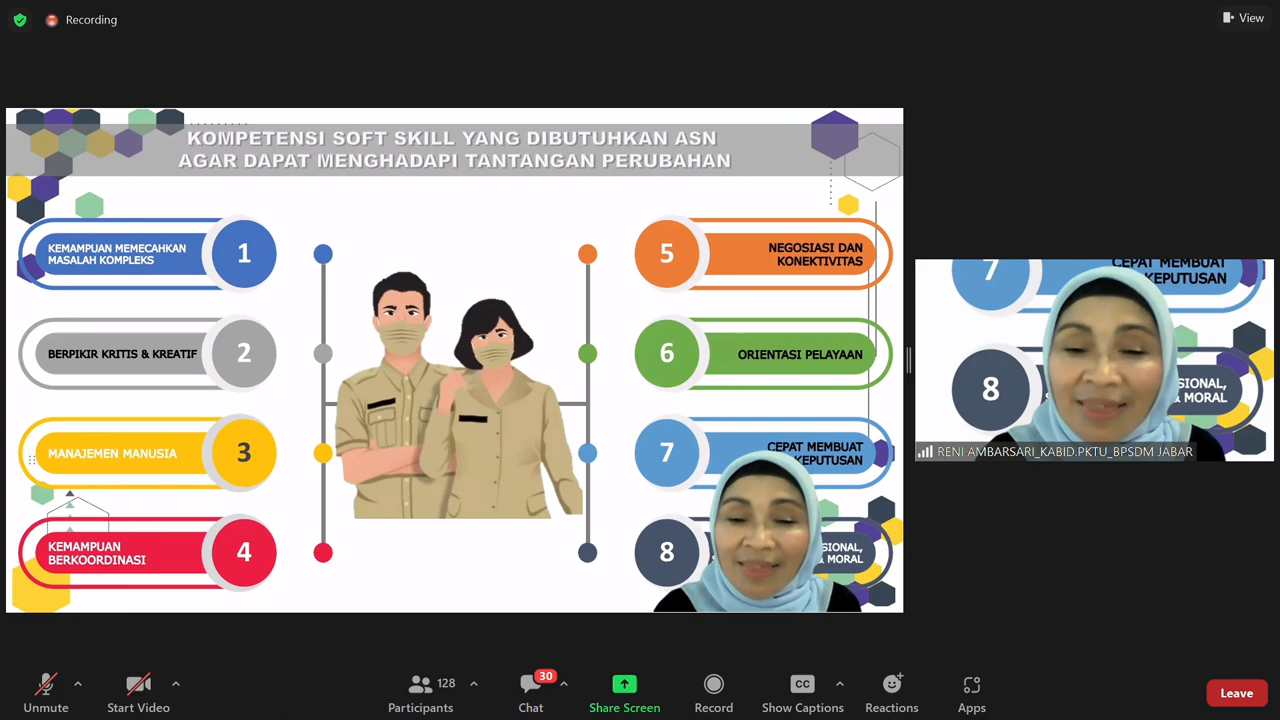 Recording
View
KOMPETENSI SOFT SKILL YANG DIBUTUHKAN ASN
AGAR DAPAT MENGHADAPI TANTANGAN PERUBAHAN
KEMAMPUAN MEMECAHKAN
MASALAH KOMPLEKS
1
BERPIKIR KRITIS & KREATIF
2
MANAJEMEN MANUSIA
3
KEMAMPUAN
BERKOORDINASI
4
5
NEGOSIASI DAN
KONEKTIVITAS
6
ORIENTASI PELAYAAN
7
CEPAT MEMBUAT
KEPUTUSAN
8
& MORAL
7
CEPAT MEMBUAT
KEPUTUSAN
8
& MORAL
RENI AMBARSARI_KABID.PKTU_BPSDM JABAR
Unmute
Start Video
128
Participants
30
Chat
Share Screen
Record
CC
Show Captions
Reactions
Apps
Leave